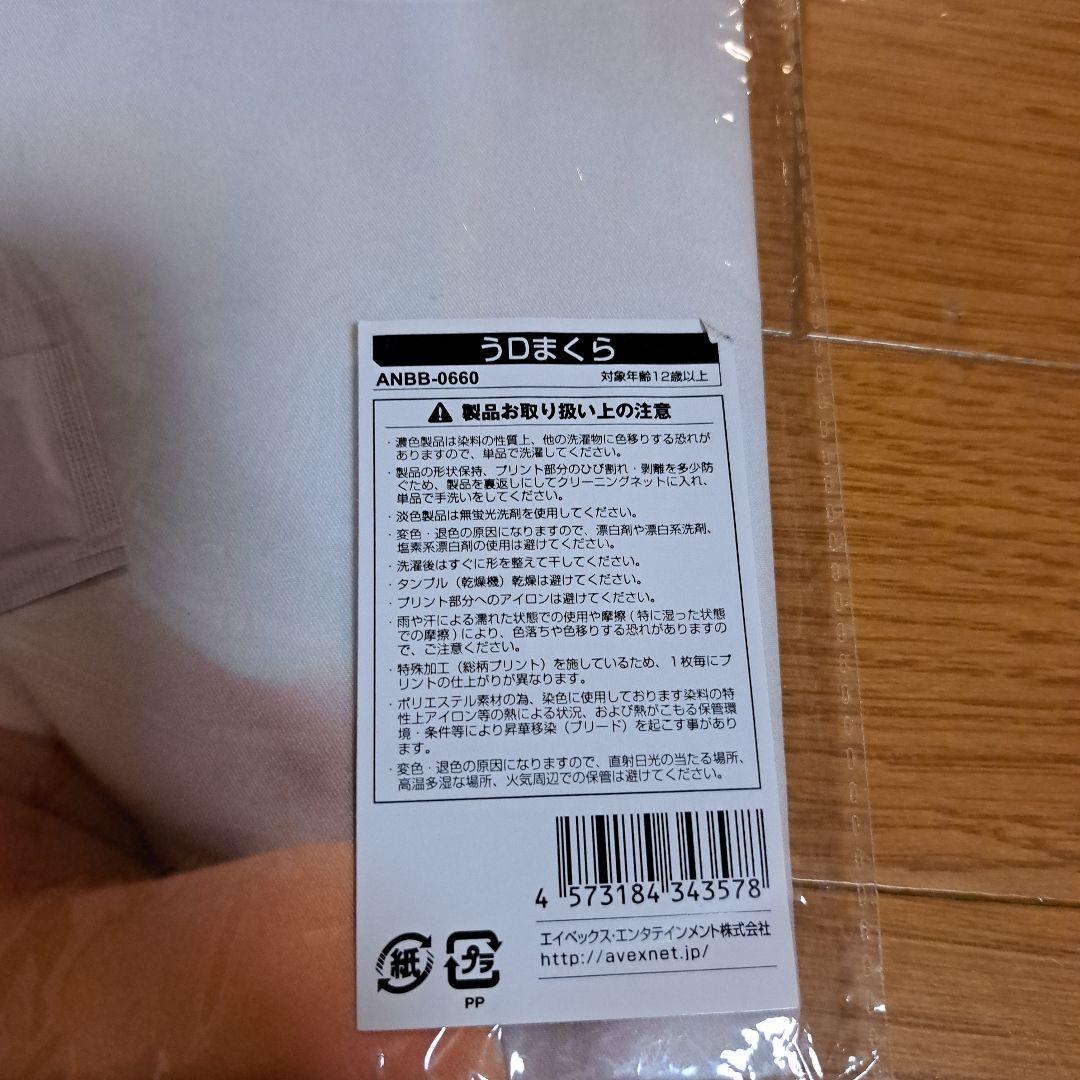 うDまくら
ANBB-0660 対象年齢12歳以上
製品お取り扱い上の注意
・濃色製品は染料の性質上、他の洗濯物に色移りする恐れが
ありますので、単品で洗濯してください。
・製品の形状保持、プリント部分のひび割れ・剥離を多少防
ぐため、製品を裏返しにしてクリーニングネットに入れ、
単品で手洗いをしてください。
・淡色製品は無蛍光洗剤を使用してください。
・変色・退色の原因になりますので、漂白剤や漂白系洗剤、
塩素系漂白剤の使用は避けてください。
・洗濯後はすぐに形を整えて干してください。
・タンブル（乾燥機）乾燥は避けてください。
・プリント部分へのアイロンは避けてください。
・雨や汗による濡れた状態での使用や摩擦(特に湿った状態
での摩擦)により、色落ちや色移りする恐れがありますの
で、ご注意ください。
・特殊加工（総柄プリント）を施しているため、1枚毎にプ
リントの仕上がりが異なります。
・ポリエステル素材の為、染色に使用しております染料の特
性上アイロン等の熱による状況、および熱がこもる保管環
境・条件等により昇華移染（ブリード）を起こす事があり
ます。
・変色・退色の原因になりますので、直射日光の当たる場所、
高温多湿な場所、火気周辺での保管は避けてください。
4 573184 343578
エイベックス・エンタテインメント株式会社
http://avexnet.jp/
紙
プラ
PP